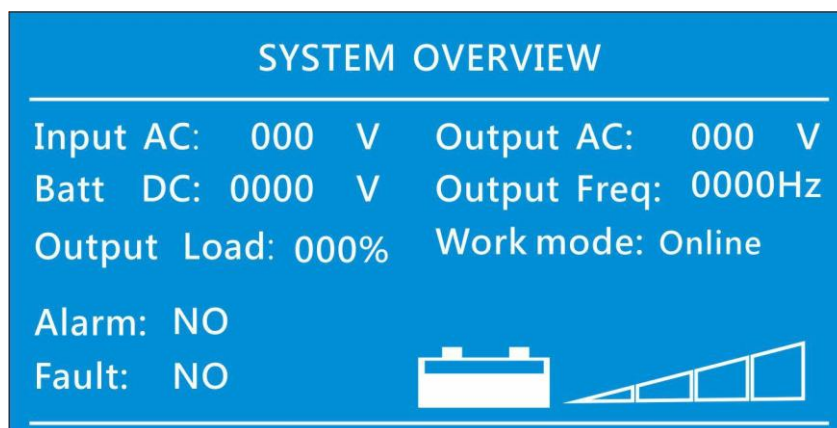 SYSTEM OVERVIEW
Input AC: 000 V Output AC: 000 V
Batt DC: 0000 V Output Freq: 0000Hz
Output Load: 000% Work mode: Online
Alarm: NO
Fault: NO